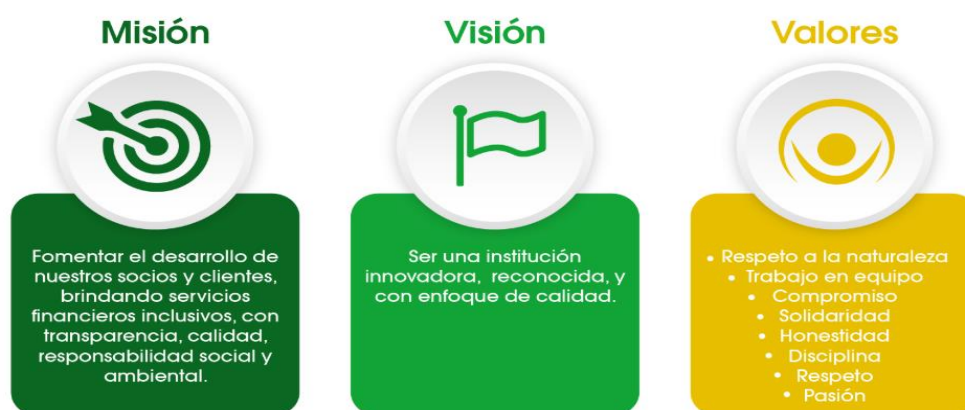 Misión
Fomentar el desarrollo de
nuestros socios y clientes,
brindando servicios
financieros inclusivos, con
transparencia, calidad,
responsabilidad social y
ambiental.
Visión
Ser una institución
innovadora, reconocida, y
con enfoque de calidad.
Valores
• Respeto a la naturaleza
• Trabajo en equipo
• Compromiso
• Solidaridad
• Honestidad
• Disciplina
• Respeto
• Pasión